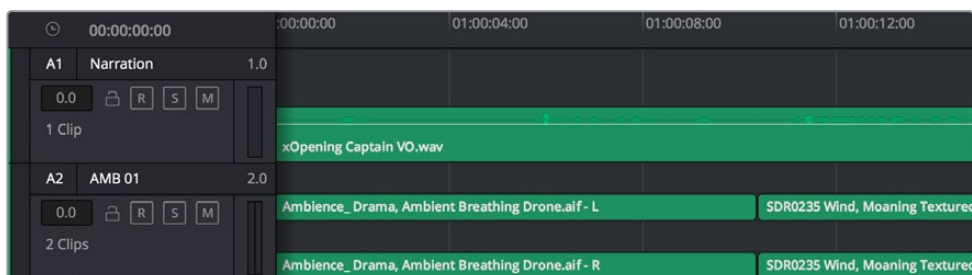 00:00:00:00 :00:00:00 01:00:04:00 01:00:08:00 01:00:12:00
A1 Narration 1.0
0.0 R S M
1 Clip
xOpening Captain VO.wav
A2 AMB 01 2.0
Ambience_ Drama, Ambient Breathing Drone.aif - L SDR0235 Wind, Moaning Textured
0.0 R S M
2 Clips
Ambience_ Drama, Ambient Breathing Drone.aif - R SDR0235 Wind, Moaning Textured